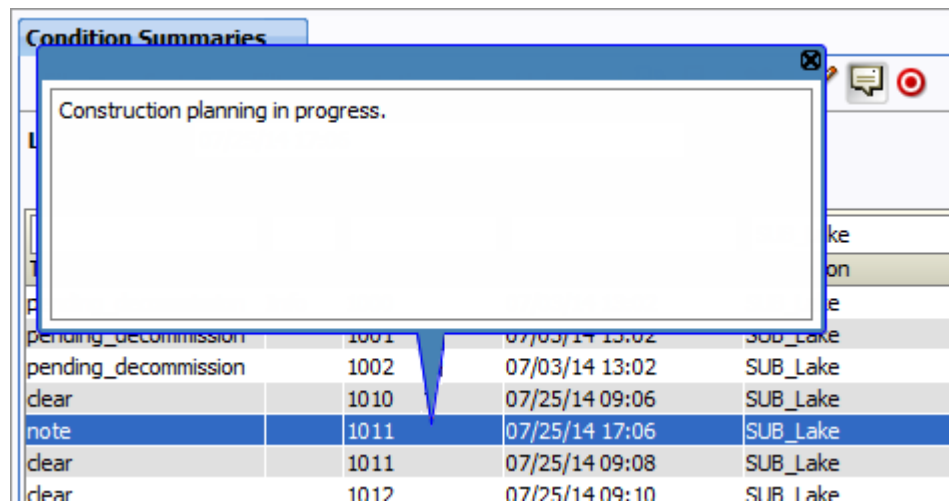 Condition Summaries
Construction planning in progress.
L
ke
T on
p e
pending_decommission 1001 07/03/14 13:02 SUB_Lake
pending_decommission 1002 07/03/14 13:02 SUB_Lake
clear 1010 07/25/14 09:06 SUB_Lake
note 1011 07/25/14 17:06 SUB_Lake
clear 1011 07/25/14 09:08 SUB_Lake
clear 1012 07/25/14 09:10 SUB_Lake